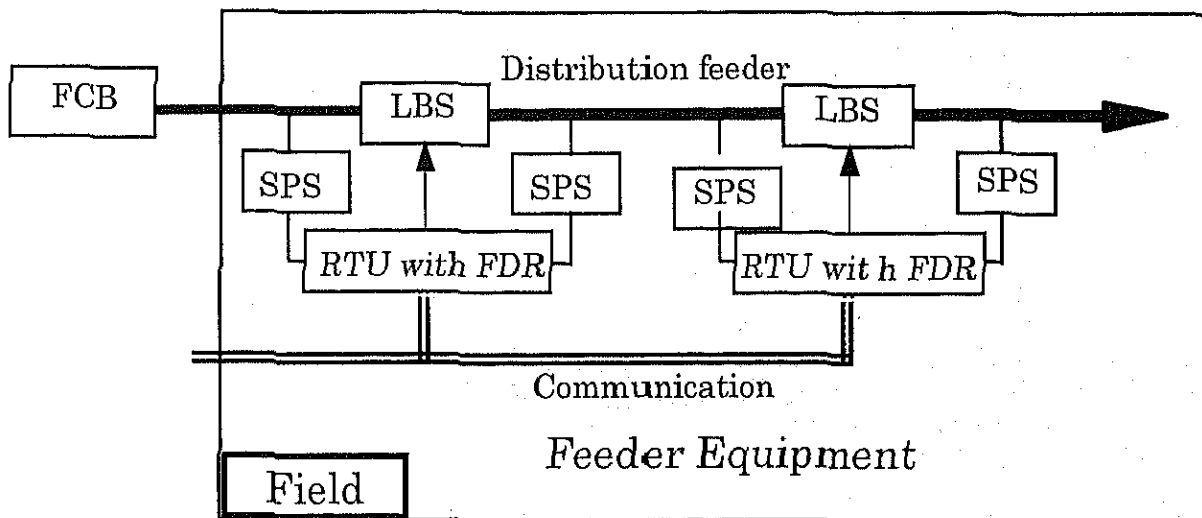 Distribution feeder
FCB
LBS
LBS
SPS
SPS
SPS
SPS
RTU with FDR
RTU wit h FDR
Communication
Feeder Equipment
Field